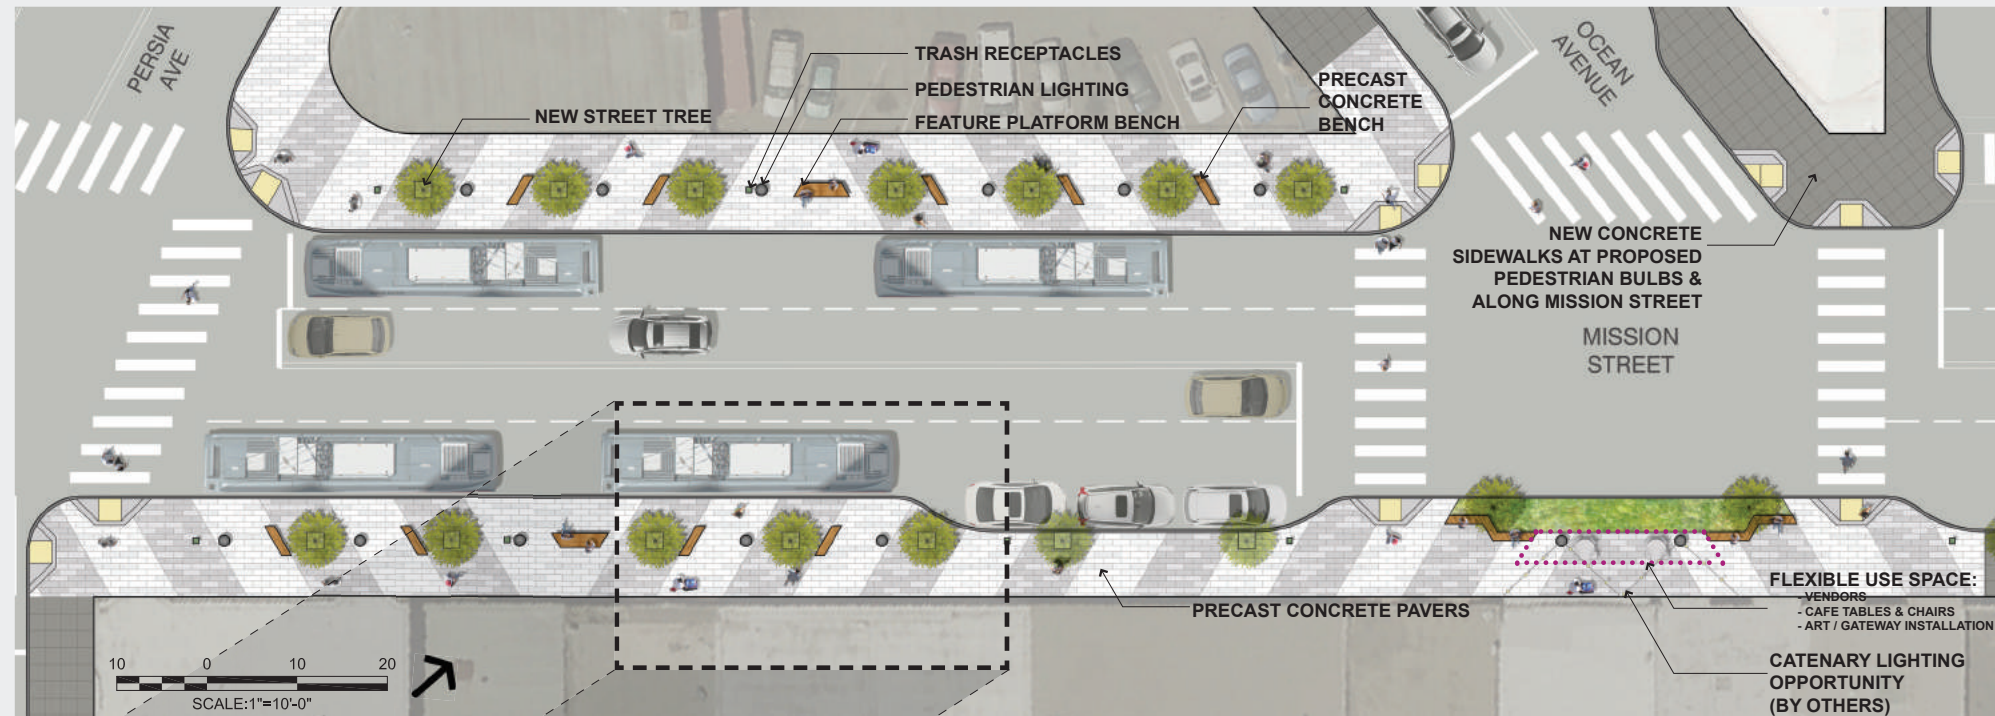 PERSIA
AVE
TRASH RECEPTACLES
PEDESTRIAN LIGHTING
FEATURE PLATFORM BENCH
NEW STREET TREE
PRECAST
CONCRETE
BENCH
OCEAN
AVENUE
NEW CONCRETE
SIDEWALKS AT PROPOSED
PEDESTRIAN BULBS &
ALONG MISSION STREET
MISSION
STREET
PRECAST CONCRETE PAVERS
FLEXIBLE USE SPACE:
- VENDORS
- CAFE TABLES & CHAIRS
- ART / GATEWAY INSTALLATION
CATENARY LIGHTING
OPPORTUNITY
(BY OTHERS)
10 0 10 20
SCALE:1"=10'-0"